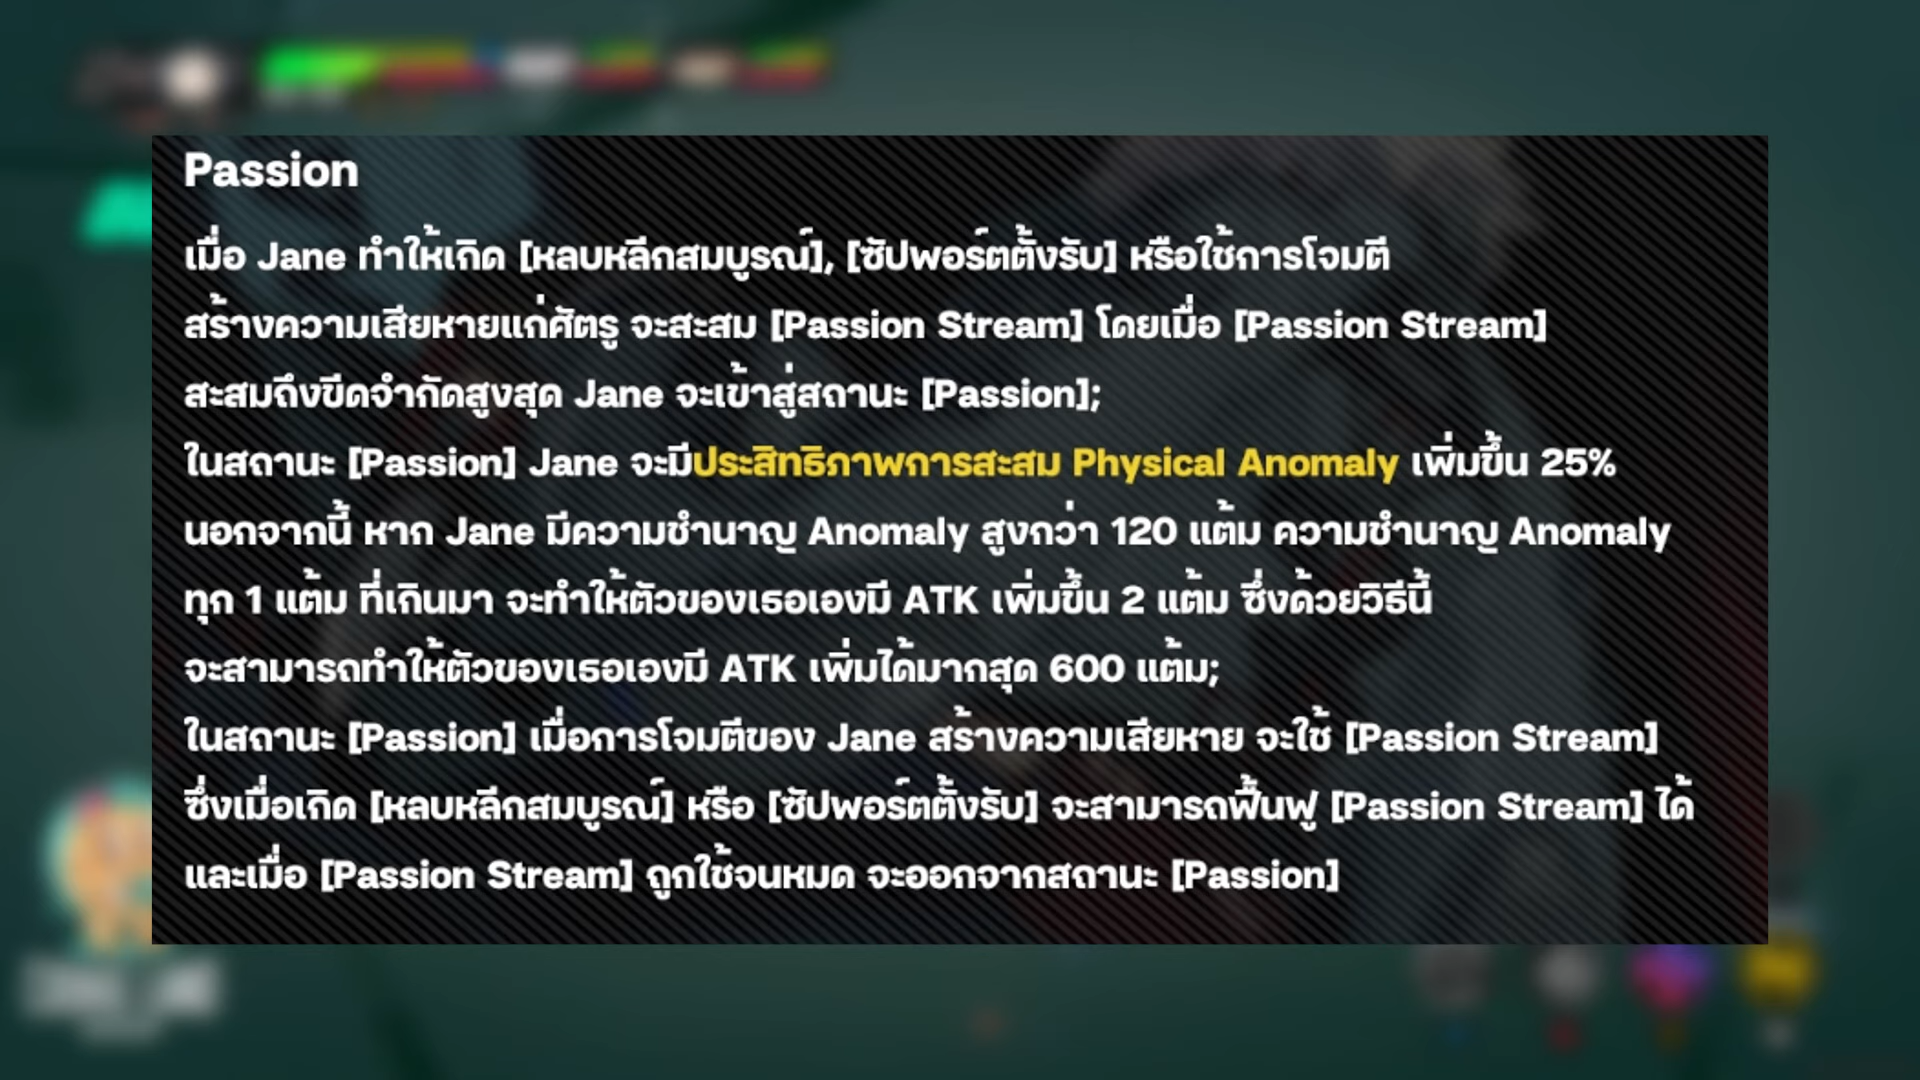 Passion
เมื่อ Jane ทำให้เกิด [หลบหลีกสมบูรณ์], [ซัปพอร์ตตั้งรับ] หรือใช้การโจมตี
สร้างความเสียหายแก่ศัตรู จะสะสม [Passion Stream] โดยเมื่อ [Passion Stream]
สะสมถึงขีดจำกัดสูงสุด Jane จะเข้าสู่สถานะ [Passion];
ในสถานะ [Passion] Jane จะมีประสิทธิภาพการสะสม Physical Anomaly เพิ่มขึ้น 25%
นอกจากนี้ หาก Jane มีความชำนาญ Anomaly สูงกว่า 120 แต้ม ความชำนาญ Anomaly
ทุก 1 แต้ม ที่เกินมา จะทำให้ตัวของเธอเองมี ATK เพิ่มขึ้น 2 แต้ม ซึ่งด้วยวิธีนี้
จะสามารถทำให้ตัวของเธอเองมี ATK เพิ่มได้มากสุด 600 แต้ม;
ในสถานะ [Passion] เมื่อการโจมตีของ Jane สร้างความเสียหาย จะใช้ [Passion Stream]
ซึ่งเมื่อเกิด [หลบหลีกสมบูรณ์] หรือ [ซัปพอร์ตตั้งรับ] จะสามารถฟื้นฟู [Passion Stream] ได้
และเมื่อ [Passion Stream] ถูกใช้จนหมด จะออกจากสถานะ [Passion]